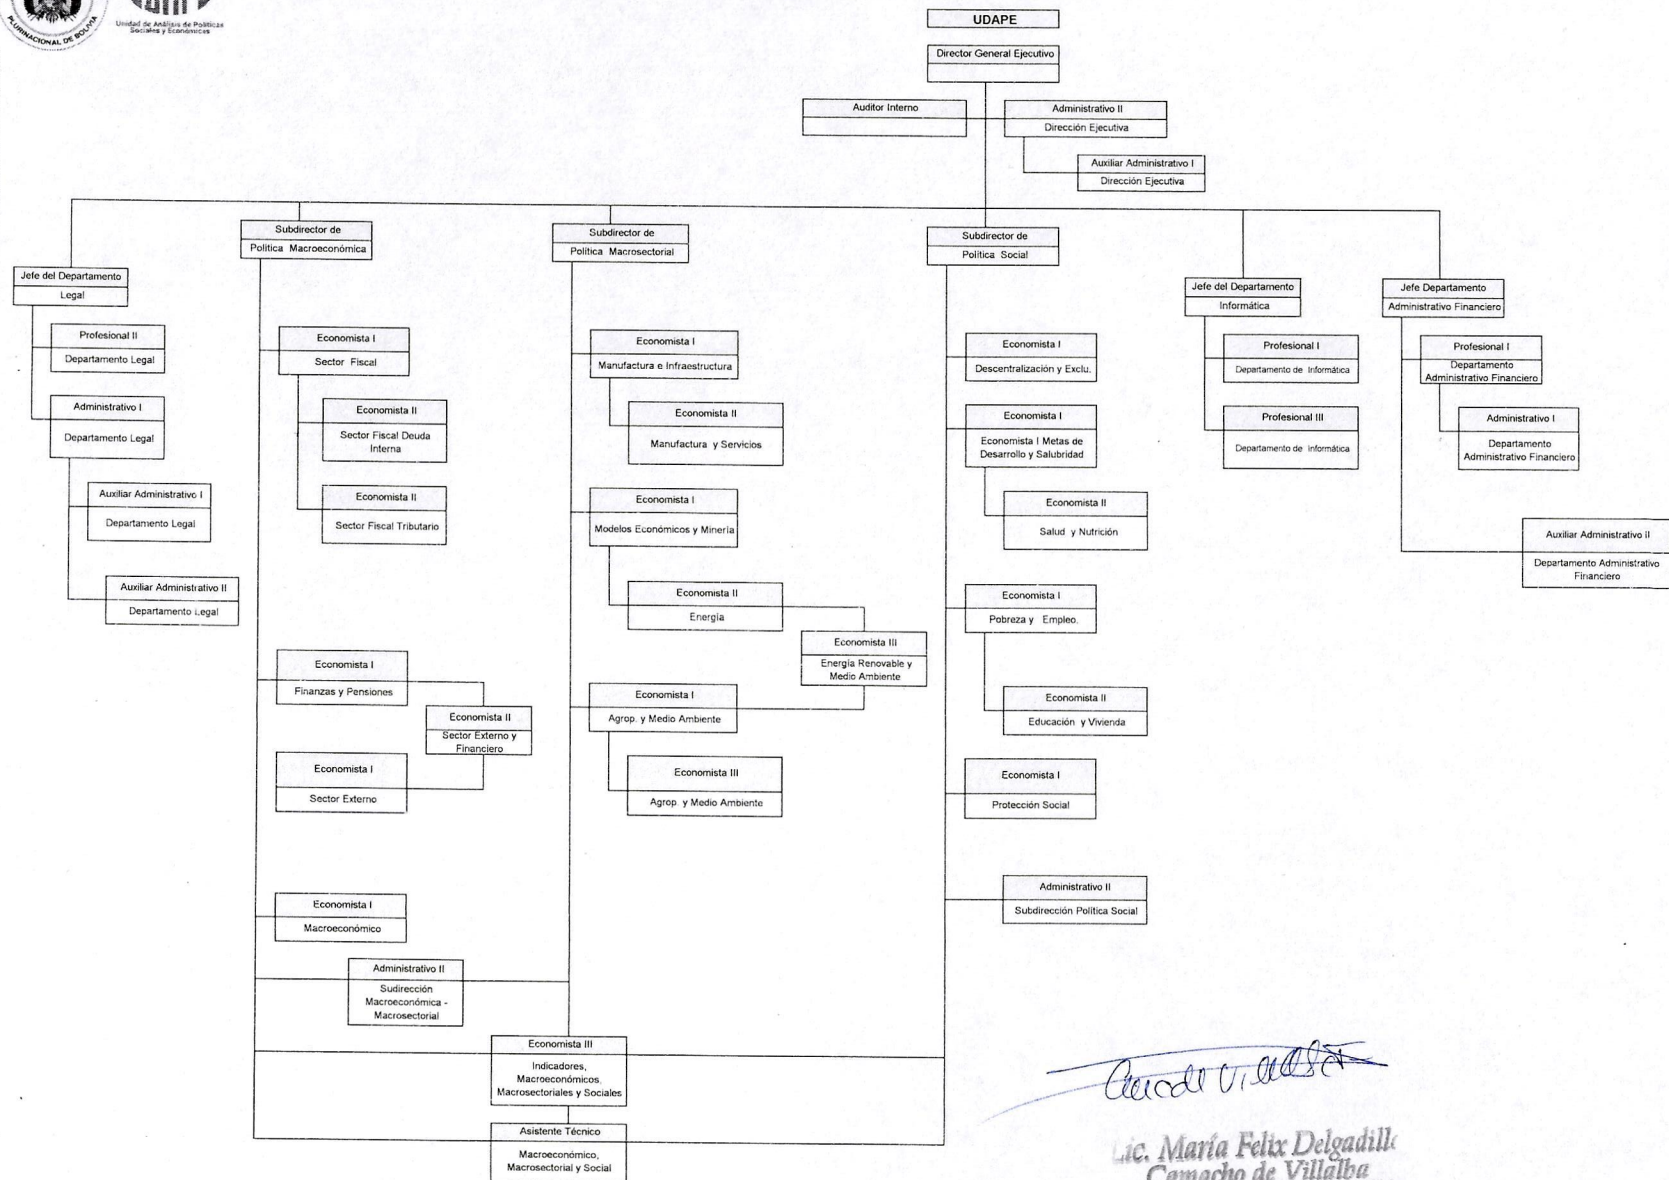 PLURINACIONAL DE BOLIVIA
Unidad de Análisis de Políticas
Sociales y Económicas
UDAPE
Director General Ejecutivo
Auditor Interno
Administrativo II
Dirección Ejecutiva
Auxiliar Administrativo I
Dirección Ejecutiva
Jefe del Departamento
Legal
Profesional II
Departamento Legal
Administrativo I
Departamento Legal
Auxiliar Administrativo I
Departamento Legal
Auxiliar Administrativo II
Departamento Legal
Subdirector de
Política Macroeconómica
Economista I
Sector Fiscal
Economista II
Sector Fiscal Deuda
Interna
Economista II
Sector Fiscal Tributario
Economista I
Finanzas y Pensiones
Economista II
Sector Externo y
Financiero
Economista I
Sector Externo
Economista I
Macroeconómico
Administrativo II
Sudirección
Macroeconómica -
Macrosectorial
Subdirector de
Política Macrosectorial
Economista I
Manufactura e Infraestructura
Economista II
Manufactura y Servicios
Economista I
Modelos Económicos y Minería
Economista II
Energía
Economista III
Energía Renovable y
Medio Ambiente
Economista I
Agrop. y Medio Ambiente
Economista III
Agrop. y Medio Ambiente
Economista III
Indicadores,
Macroeconómicos,
Macrosectoriales y Sociales
Asistente Técnico
Macroeconómico,
Macrosectorial y Social
Subdirector de
Política Social
Economista I
Descentralización y Exclu.
Economista I
Economista I Metas de
Desarrollo y Salubridad
Economista II
Salud y Nutrición
Economista I
Pobreza y Empleo.
Economista II
Educación y Vivienda
Economista I
Protección Social
Administrativo II
Subdirección Política Social
Jefe del Departamento
Informática
Profesional I
Departamento de Informática
Profesional III
Departamento de Informática
Jefe Departamento
Administrativo Financiero
Profesional I
Departamento
Administrativo Financiero
Administrativo I
Departamento
Administrativo Financiero
Auxiliar Administrativo II
Departamento Administrativo
Financiero
Lic. María Felix Delgadillo
Camacho de Villalba